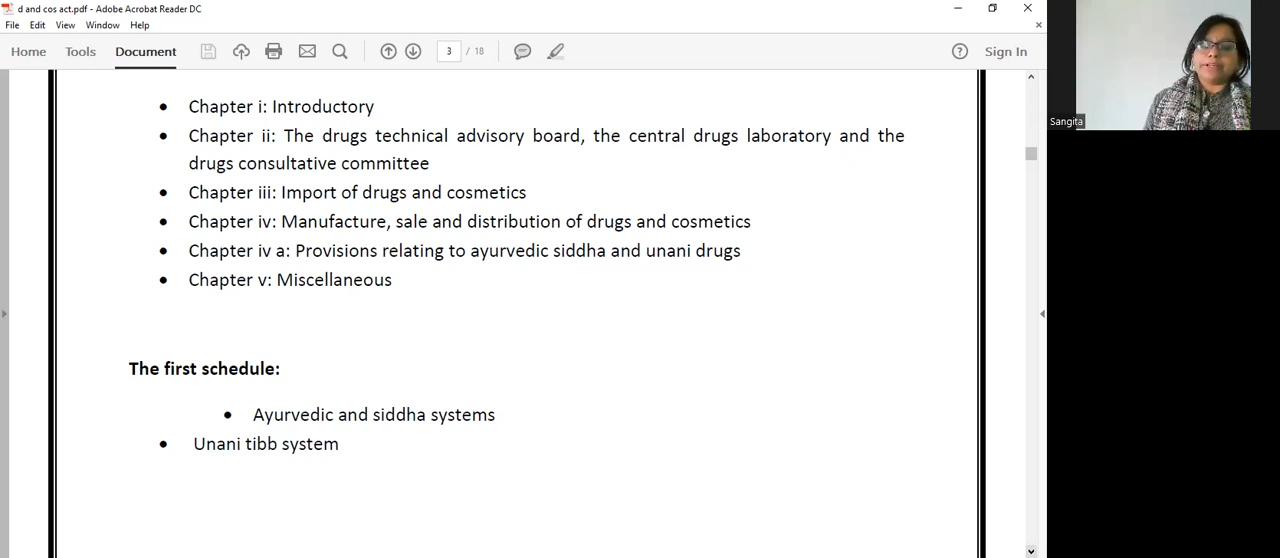 d and cos act.pdf - Adobe Acrobat Reader DC
File Edit View Window Help
Home Tools Document 3 / 18 Sign In
• Chapter i: Introductory
• Chapter ii: The drugs technical advisory board, the central drugs laboratory and the
drugs consultative committee
• Chapter iii: Import of drugs and cosmetics
• Chapter iv: Manufacture, sale and distribution of drugs and cosmetics
• Chapter iv a: Provisions relating to ayurvedic siddha and unani drugs
• Chapter v: Miscellaneous
The first schedule:
• Ayurvedic and siddha systems
• Unani tibb system
Sangita